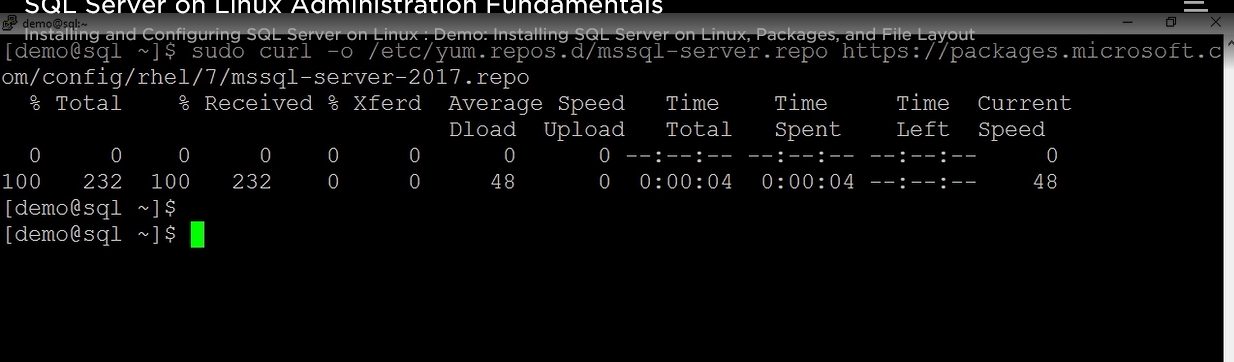 SQL Server on Linux Administration Fundamentals
demo@sql:~
Installing and Configuring SQL Server on Linux : Demo: Installing SQL Server on Linux, Packages, and File Layout
[demo@sql ~]$ sudo curl -o /etc/yum.repos.d/mssql-server.repo https://packages.microsoft.c
om/config/rhel/7/mssql-server-2017.repo
% Total % Received % Xferd Average Speed Time Time Time Current
Dload Upload Total Spent Left Speed
0 0 0 0 0 0 0 0 --:--:-- --:--:-- --:--:-- 0
100 232 100 232 0 0 48 0 0:00:04 0:00:04 --:--:-- 48
[demo@sql ~]$
[demo@sql ~]$